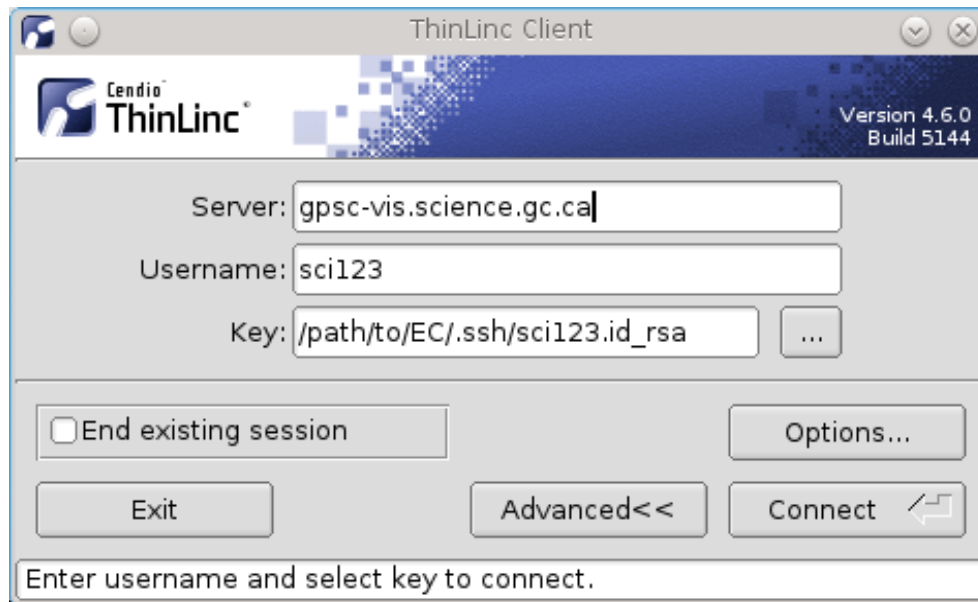 ThinLinc Client
Cendio
ThinLinc
Version 4.6.0
Build 5144
Server: gpsc-vis.science.gc.ca
Username: sci123
Key: /path/to/EC/.ssh/sci123.id_rsa ...
End existing session
Options...
Exit
Advanced<<
Connect
Enter username and select key to connect.